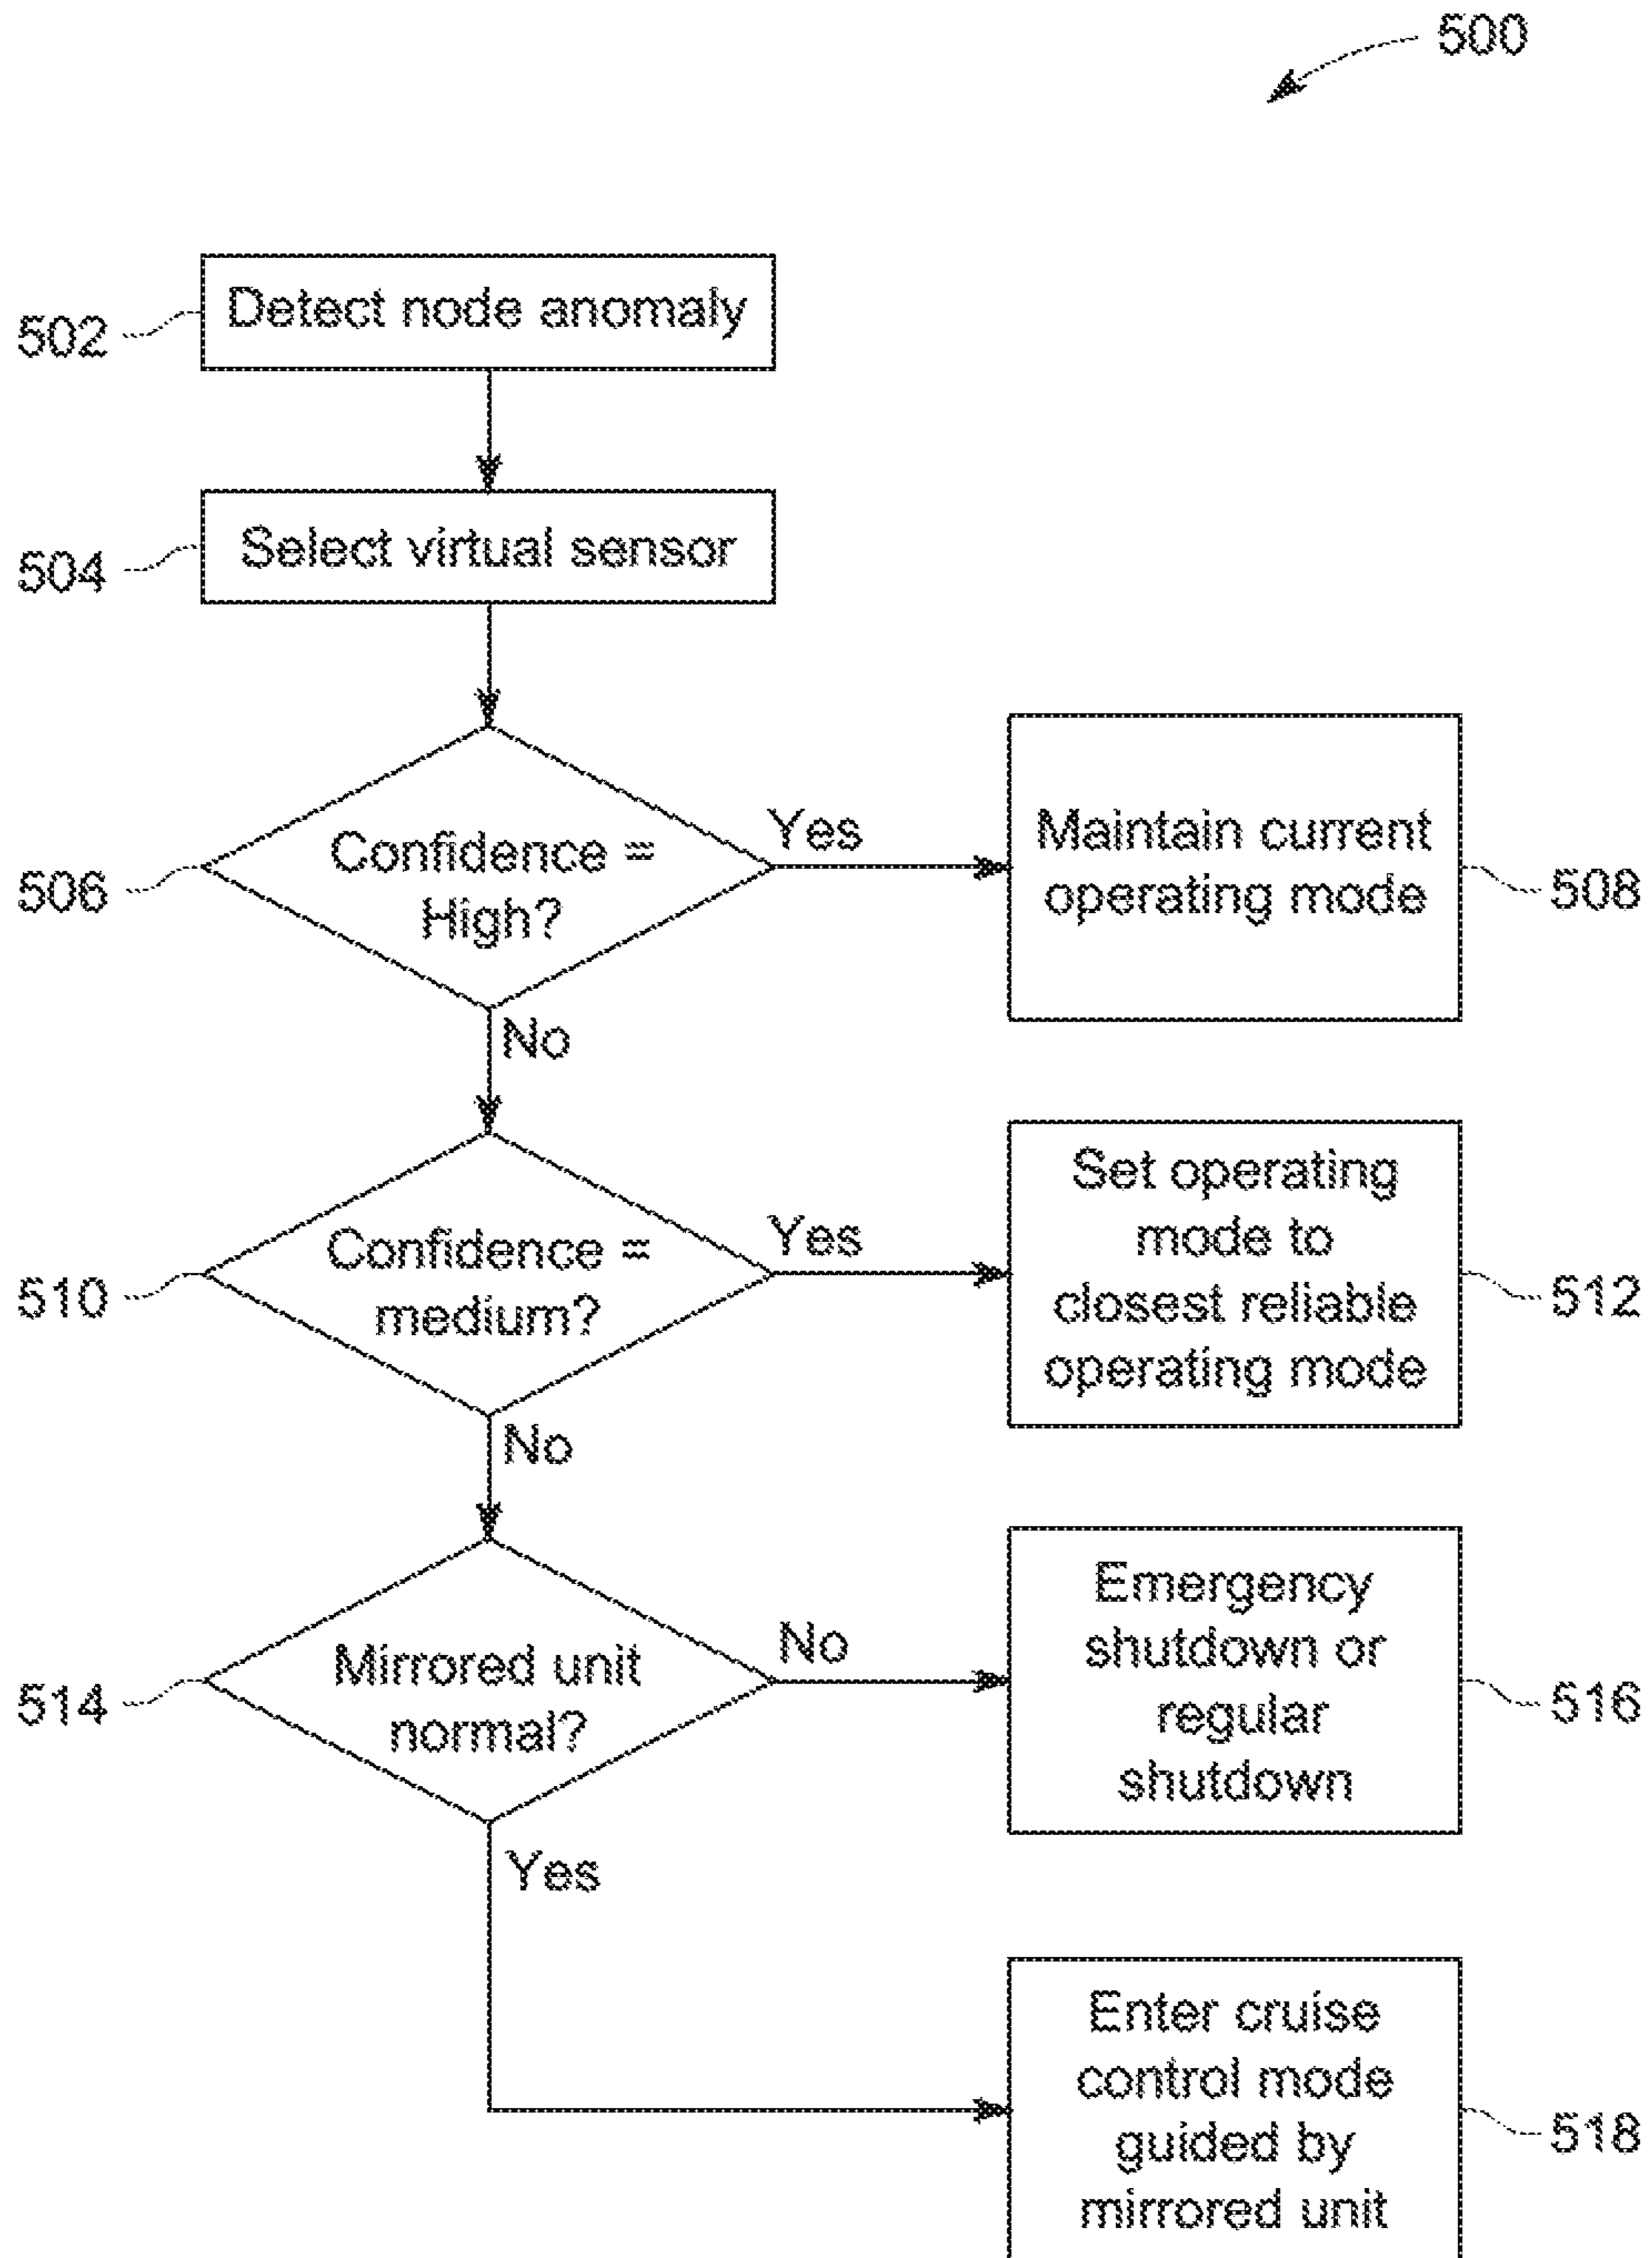 500
502
Detect node anomaly
504
Select virtual sensor
506
Confidence =
High?
Yes
Maintain current
operating mode
508
No
510
Confidence =
medium?
Yes
Set operating
mode to
closest reliable
operating mode
512
No
514
Mirrored unit
normal?
No
Emergency
shutdown or
regular
shutdown
516
Yes
Enter cruise
control mode
guided by
mirrored unit
518